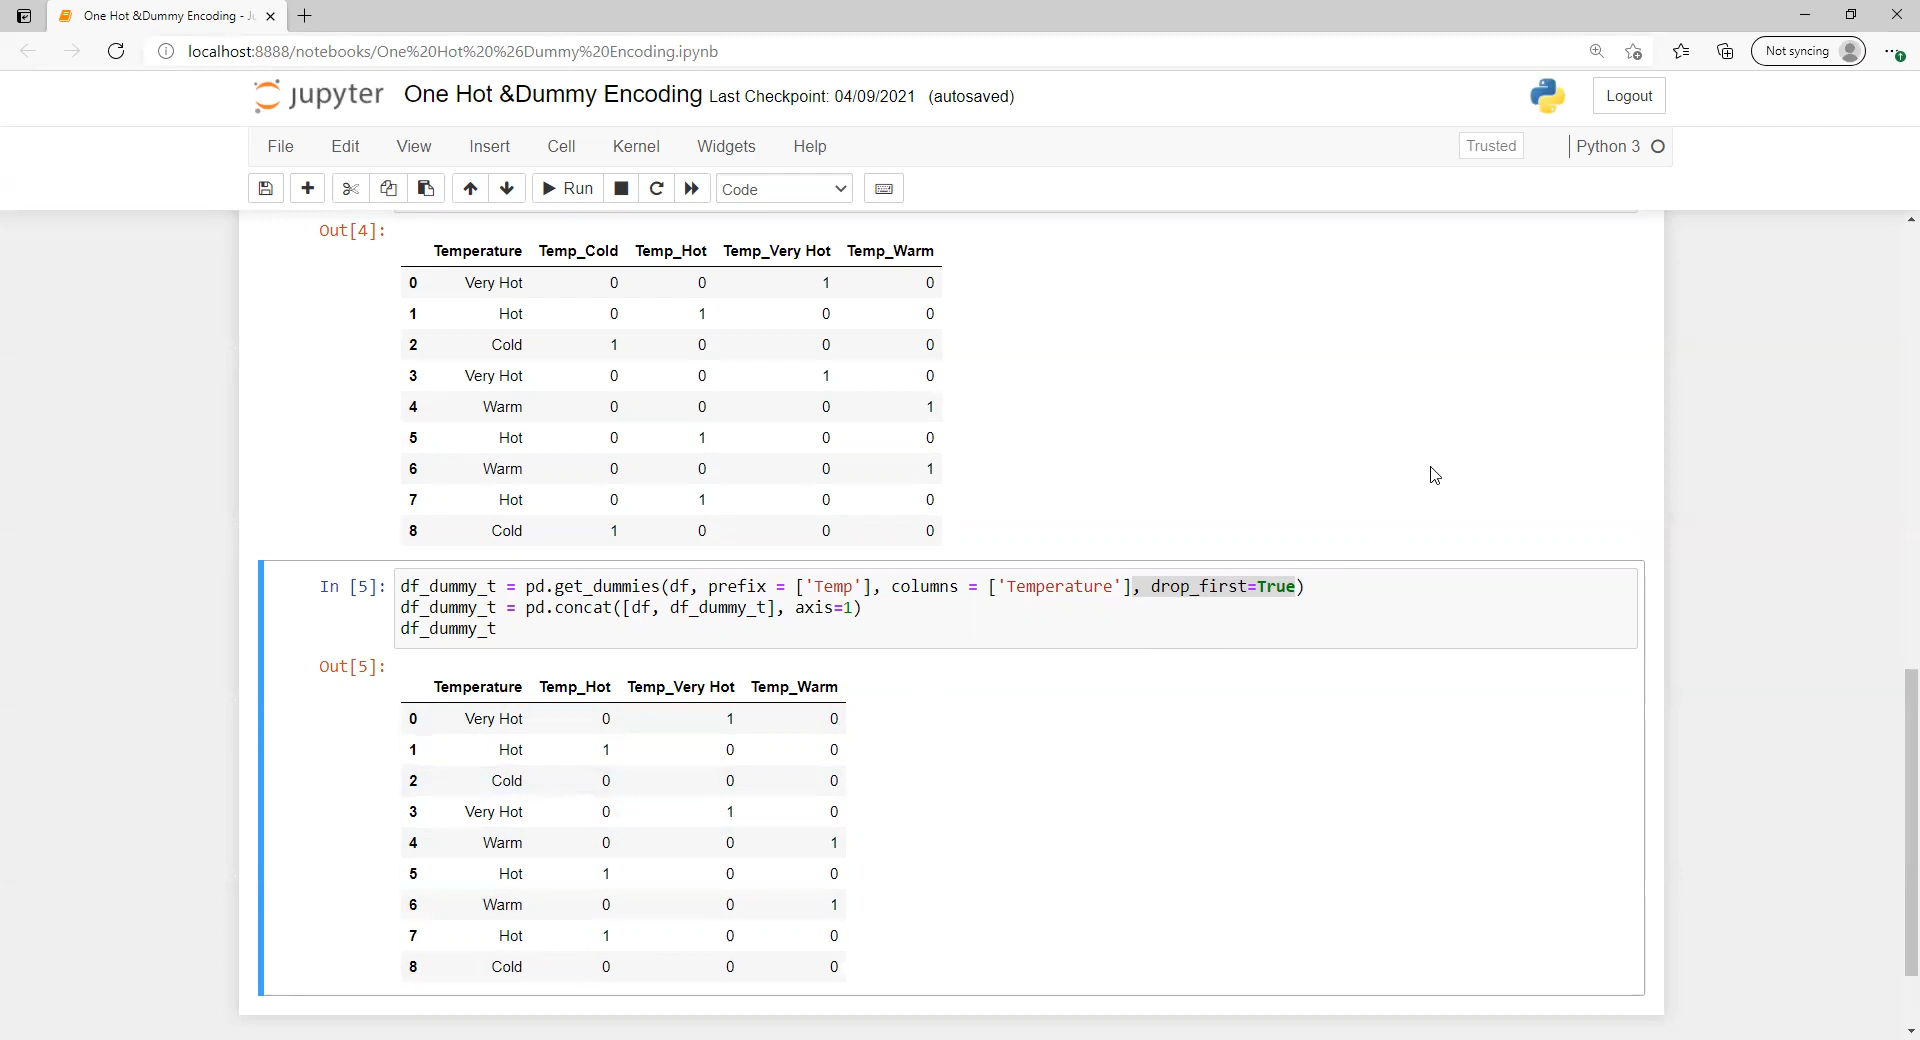 One Hot &Dummy Encoding - Ju
localhost:8888/notebooks/One%20Hot%20%26Dummy%20Encoding.ipynb
Not syncing
jupyter One Hot &Dummy Encoding Last Checkpoint: 04/09/2021 (autosaved)
Logout
File Edit View Insert Cell Kernel Widgets Help
Trusted
Python 3
Run
Code
Out[4]:
Temperature Temp_Cold Temp_Hot Temp_Very Hot Temp_Warm
0 Very Hot 0 0 1 0
1 Hot 0 1 0 0
2 Cold 1 0 0 0
3 Very Hot 0 0 1 0
4 Warm 0 0 0 1
5 Hot 0 1 0 0
6 Warm 0 0 0 1
7 Hot 0 1 0 0
8 Cold 1 0 0 0
In [5]: df_dummy_t = pd.get_dummies(df, prefix = ['Temp'], columns = ['Temperature'], drop_first=True)
df_dummy_t = pd.concat([df, df_dummy_t], axis=1)
df_dummy_t
Out[5]:
Temperature Temp_Hot Temp_Very Hot Temp_Warm
0 Very Hot 0 1 0
1 Hot 1 0 0
2 Cold 0 0 0
3 Very Hot 0 1 0
4 Warm 0 0 1
5 Hot 1 0 0
6 Warm 0 0 1
7 Hot 1 0 0
8 Cold 0 0 0